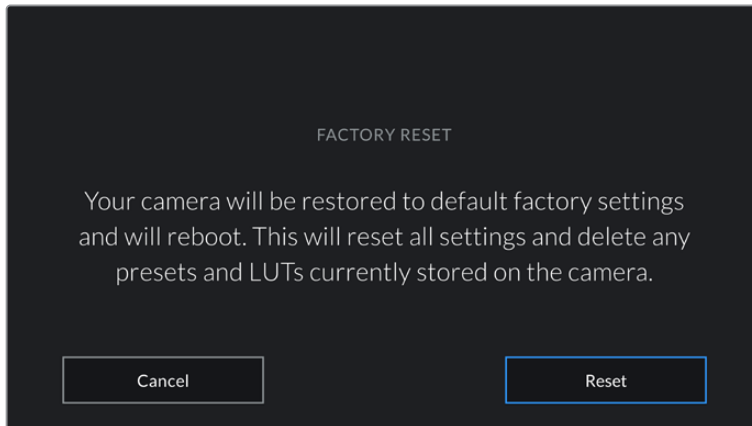 FACTORY RESET
Your camera will be restored to default factory settings
and will reboot. This will reset all settings and delete any
presets and LUTs currently stored on the camera.
Cancel
Reset